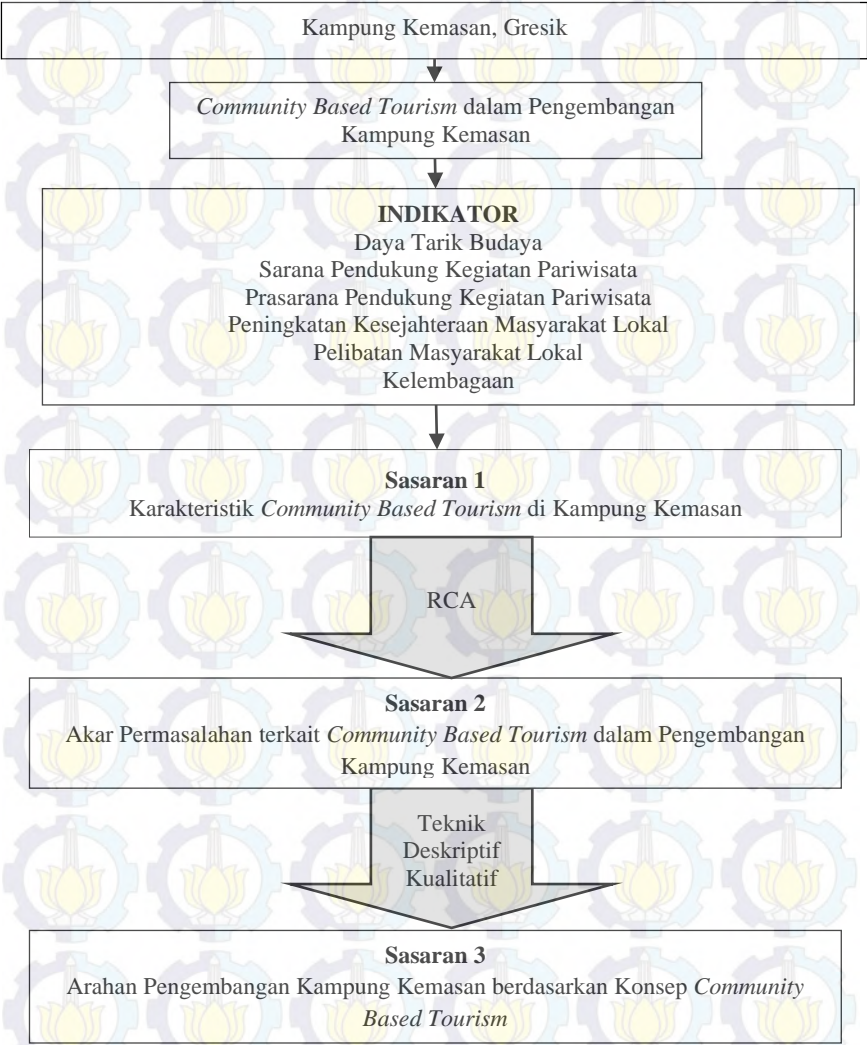 Kampung Kemasan, Gresik
Community Based Tourism dalam Pengembangan
Kampung Kemasan
INDIKATOR
Daya Tarik Budaya
Sarana Pendukung Kegiatan Pariwisata
Prasarana Pendukung Kegiatan Pariwisata
Peningkatan Kesejahteraan Masyarakat Lokal
Pelibatan Masyarakat Lokal
Kelembagaan
Sasaran 1
Karakteristik Community Based Tourism di Kampung Kemasan
RCA
Sasaran 2
Akar Permasalahan terkait Community Based Tourism dalam Pengembangan
Kampung Kemasan
Teknik
Deskriptif
Kualitatif
Sasaran 3
Arahan Pengembangan Kampung Kemasan berdasarkan Konsep Community
Based Tourism